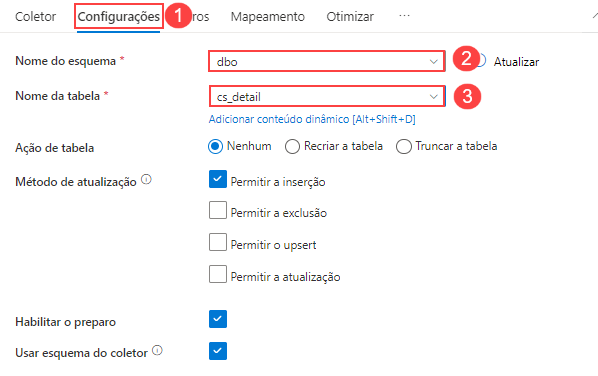 Coletor Configurações 1 ros Mapeamento Otimizar ...
Nome do esquema * dbo 2 Atualizar
Nome da tabela * cs_detail 3
Adicionar conteúdo dinâmico [Alt+Shift+D]
Ação de tabela Nenhum Recriar a tabela Truncar a tabela
Método de atualização Permitir a inserção
Permitir a exclusão
Permitir o upsert
Permitir a atualização
Habilitar o preparo
Usar esquema do coletor